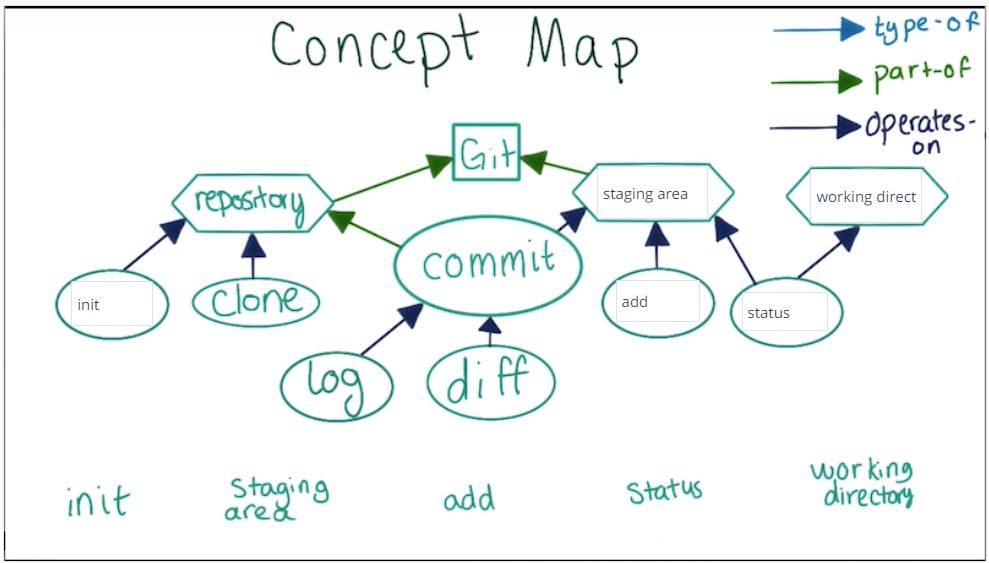 Concept Map
type-of
part-of
operates-
on
Git
repository
staging area
working direct
commit
init
clone
add
status
log
diff
init
Staging
area
add
Status
working
directory